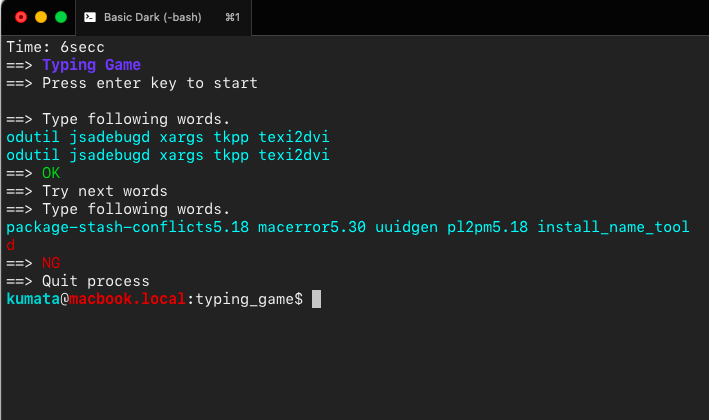 Basic Dark (-bash) ⌘1
Time: 6secc
==> Typing Game
==> Press enter key to start
==> Type following words.
odutil jsadebugd xargs tkpp texi2dvi
odutil jsadebugd xargs tkpp texi2dvi
==> OK
==> Try next words
==> Type following words.
package-stash-conflicts5.18 macerror5.30 uuidgen pl2pm5.18 install_name_tool
d
==> NG
==> Quit process
kumata@macbook.local:typing_game$